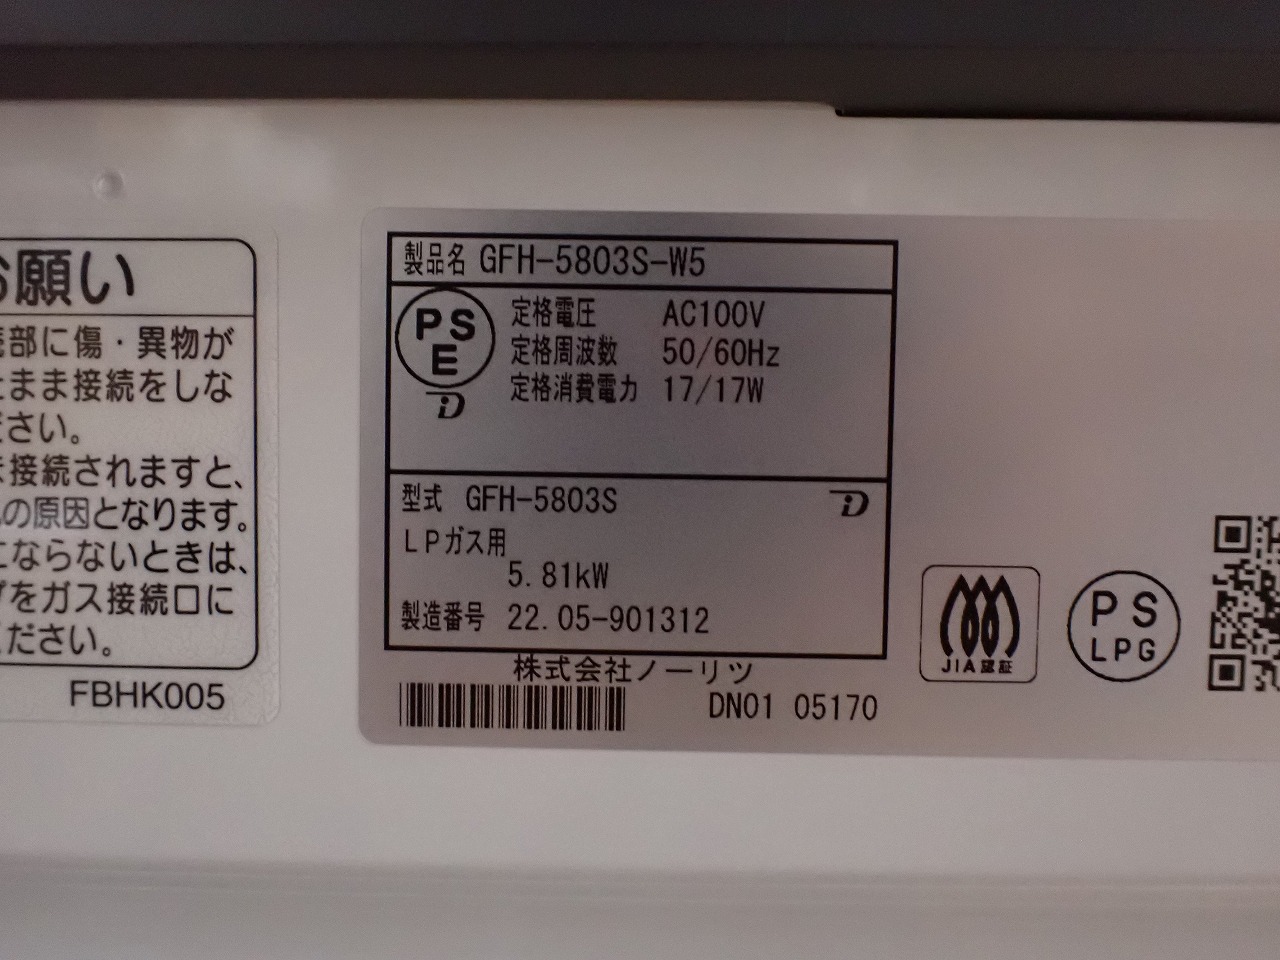 お願い
部に傷・異物が
まま接続をしな
ださい。
接続されますと、
の原因となります。
にならないときは、
をガス接続口に
ください。
FBHK005
製品名 GFH-5803S-W5
PS
E
定格電圧 AC100V
定格周波数 50/60Hz
定格消費電力 17/17W
型式 GFH-5803S
LPガス用
5.81kW
製造番号 22.05-901312
株式会社ノーリツ
DN01 05170
JIA認証
PS
LPG